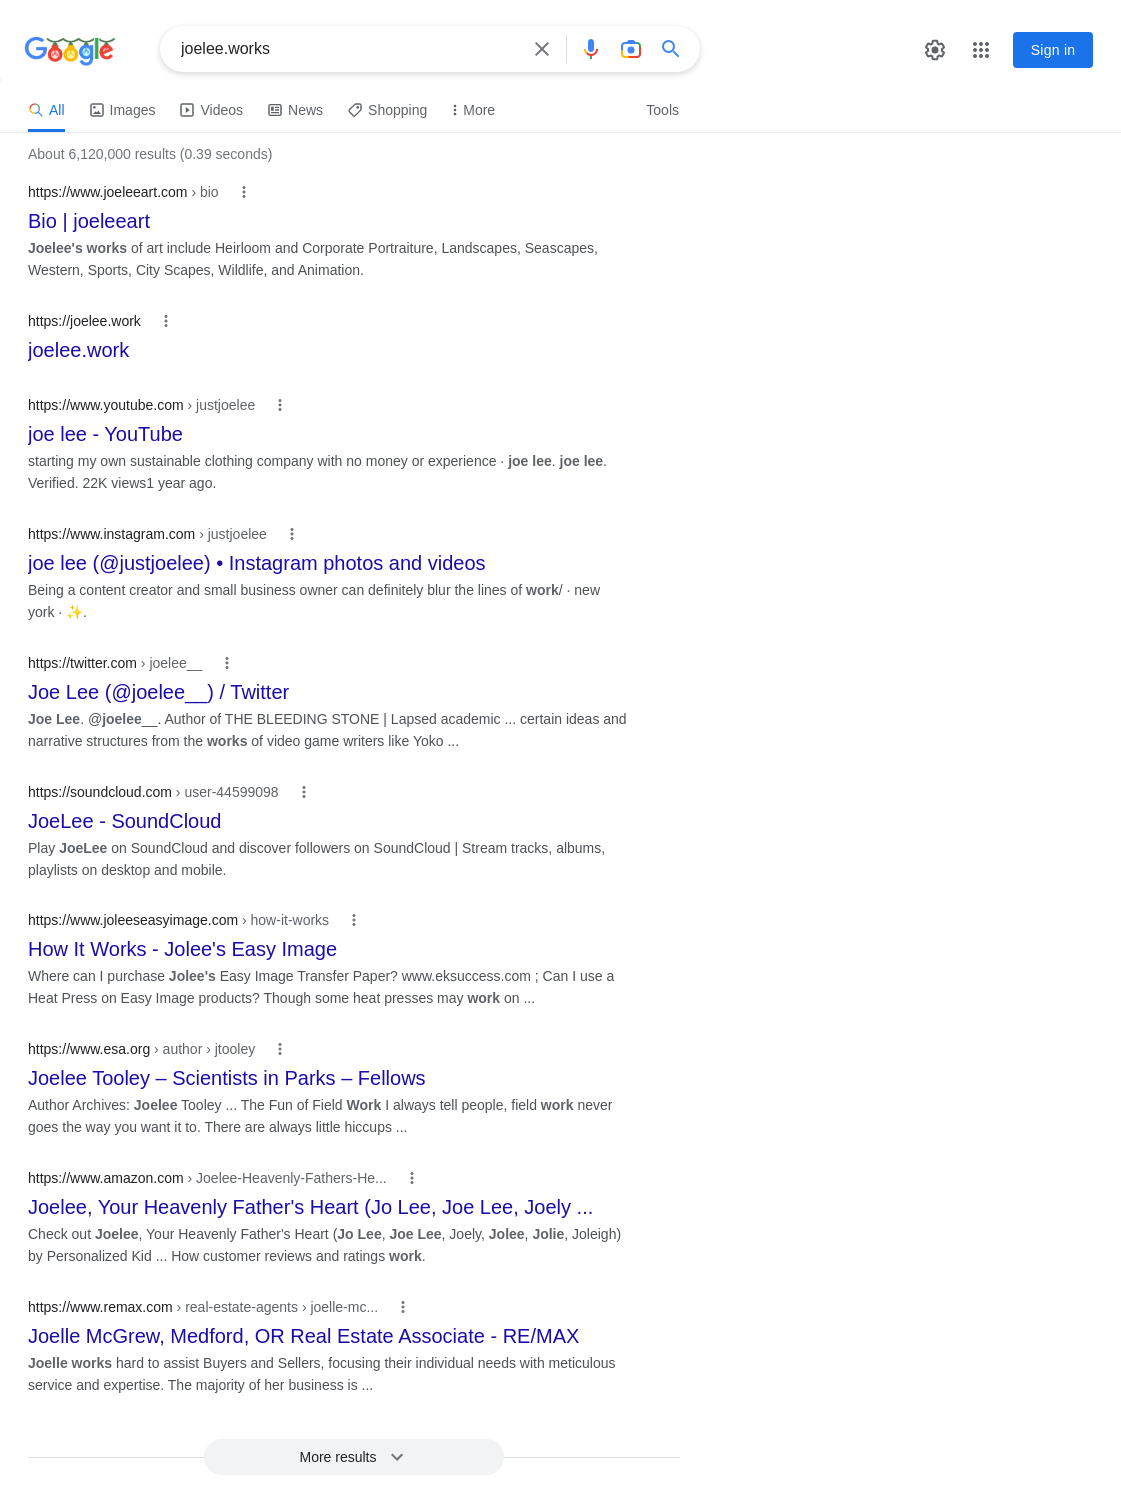 Google
joelee.works
Sign in
All Images Videos News Shopping More Tools
About 6,120,000 results (0.39 seconds)
https://www.joeleeart.com › bio
Bio | joeleeart
Joelee's works of art include Heirloom and Corporate Portraiture, Landscapes, Seascapes,
Western, Sports, City Scapes, Wildlife, and Animation.
https://joelee.work
joelee.work
https://www.youtube.com › justjoelee
joe lee - YouTube
starting my own sustainable clothing company with no money or experience · joe lee. joe lee.
Verified. 22K views1 year ago.
https://www.instagram.com › justjoelee
joe lee (@justjoelee) • Instagram photos and videos
Being a content creator and small business owner can definitely blur the lines of work/ · new
york · ✨.
https://twitter.com › joelee__
Joe Lee (@joelee__) / Twitter
Joe Lee. @joelee__. Author of THE BLEEDING STONE | Lapsed academic ... certain ideas and
narrative structures from the works of video game writers like Yoko ...
https://soundcloud.com › user-44599098
JoeLee - SoundCloud
Play JoeLee on SoundCloud and discover followers on SoundCloud | Stream tracks, albums,
playlists on desktop and mobile.
https://www.joleeseasyimage.com › how-it-works
How It Works - Jolee's Easy Image
Where can I purchase Jolee's Easy Image Transfer Paper? www.eksuccess.com ; Can I use a
Heat Press on Easy Image products? Though some heat presses may work on ...
https://www.esa.org › author › jtooley
Joelee Tooley – Scientists in Parks – Fellows
Author Archives: Joelee Tooley ... The Fun of Field Work I always tell people, field work never
goes the way you want it to. There are always little hiccups ...
https://www.amazon.com › Joelee-Heavenly-Fathers-He...
Joelee, Your Heavenly Father's Heart (Jo Lee, Joe Lee, Joely ...
Check out Joelee, Your Heavenly Father's Heart (Jo Lee, Joe Lee, Joely, Jolee, Jolie, Joleigh)
by Personalized Kid ... How customer reviews and ratings work.
https://www.remax.com › real-estate-agents › joelle-mc...
Joelle McGrew, Medford, OR Real Estate Associate - RE/MAX
Joelle works hard to assist Buyers and Sellers, focusing their individual needs with meticulous
service and expertise. The majority of her business is ...
More results